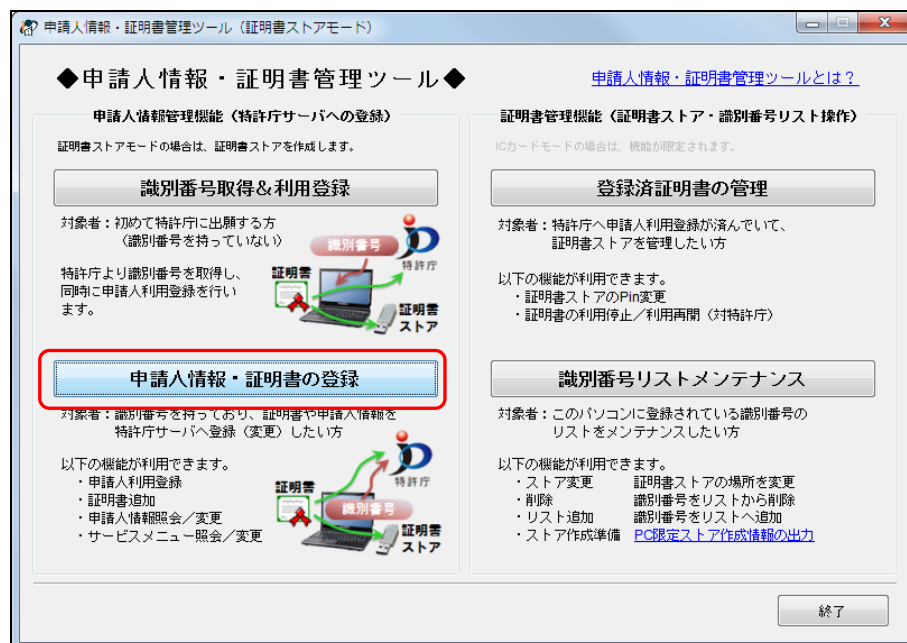 申請人情報・証明書管理ツール（証明書ストアモード）
◆申請人情報・証明書管理ツール◆
申請人情報・証明書管理ツールとは？
申請人情報管理機能（特許庁サーバへの登録）
証明書ストアモードの場合は、証明書ストアを作成します。
識別番号取得＆利用登録
対象者：初めて特許庁に出願する方
（識別番号を持っていない）
特許庁より識別番号を取得し、
同時に申請人利用登録を行い
ます。
識別番号
特許庁
証明書
証明書
ストア
申請人情報・証明書の登録
対象者：識別番号を持っており、証明書や申請人情報を
特許庁サーバへ登録（変更）したい方
以下の機能が利用できます。
・申請人利用登録
・証明書追加
・申請人情報照会／変更
・サービスメニュー照会／変更
特許庁
証明書
識別番号
証明書
ストア
証明書管理機能（証明書ストア・識別番号リスト操作）
ICカードモードの場合は、機能が限定されます。
登録済証明書の管理
対象者：特許庁へ申請人利用登録が済んでいて、
証明書ストアを管理したい方
以下の機能が利用できます。
・証明書ストアのPin変更
・証明書の利用停止／利用再開（対特許庁）
識別番号リストメンテナンス
対象者：このパソコンに登録されている識別番号の
リストをメンテナンスしたい方
以下の機能が利用できます。
・ストア変更 証明書ストアの場所を変更
・削除 識別番号をリストから削除
・リスト追加 識別番号をリストへ追加
・ストア作成準備 PC限定ストア作成情報の出力
終了